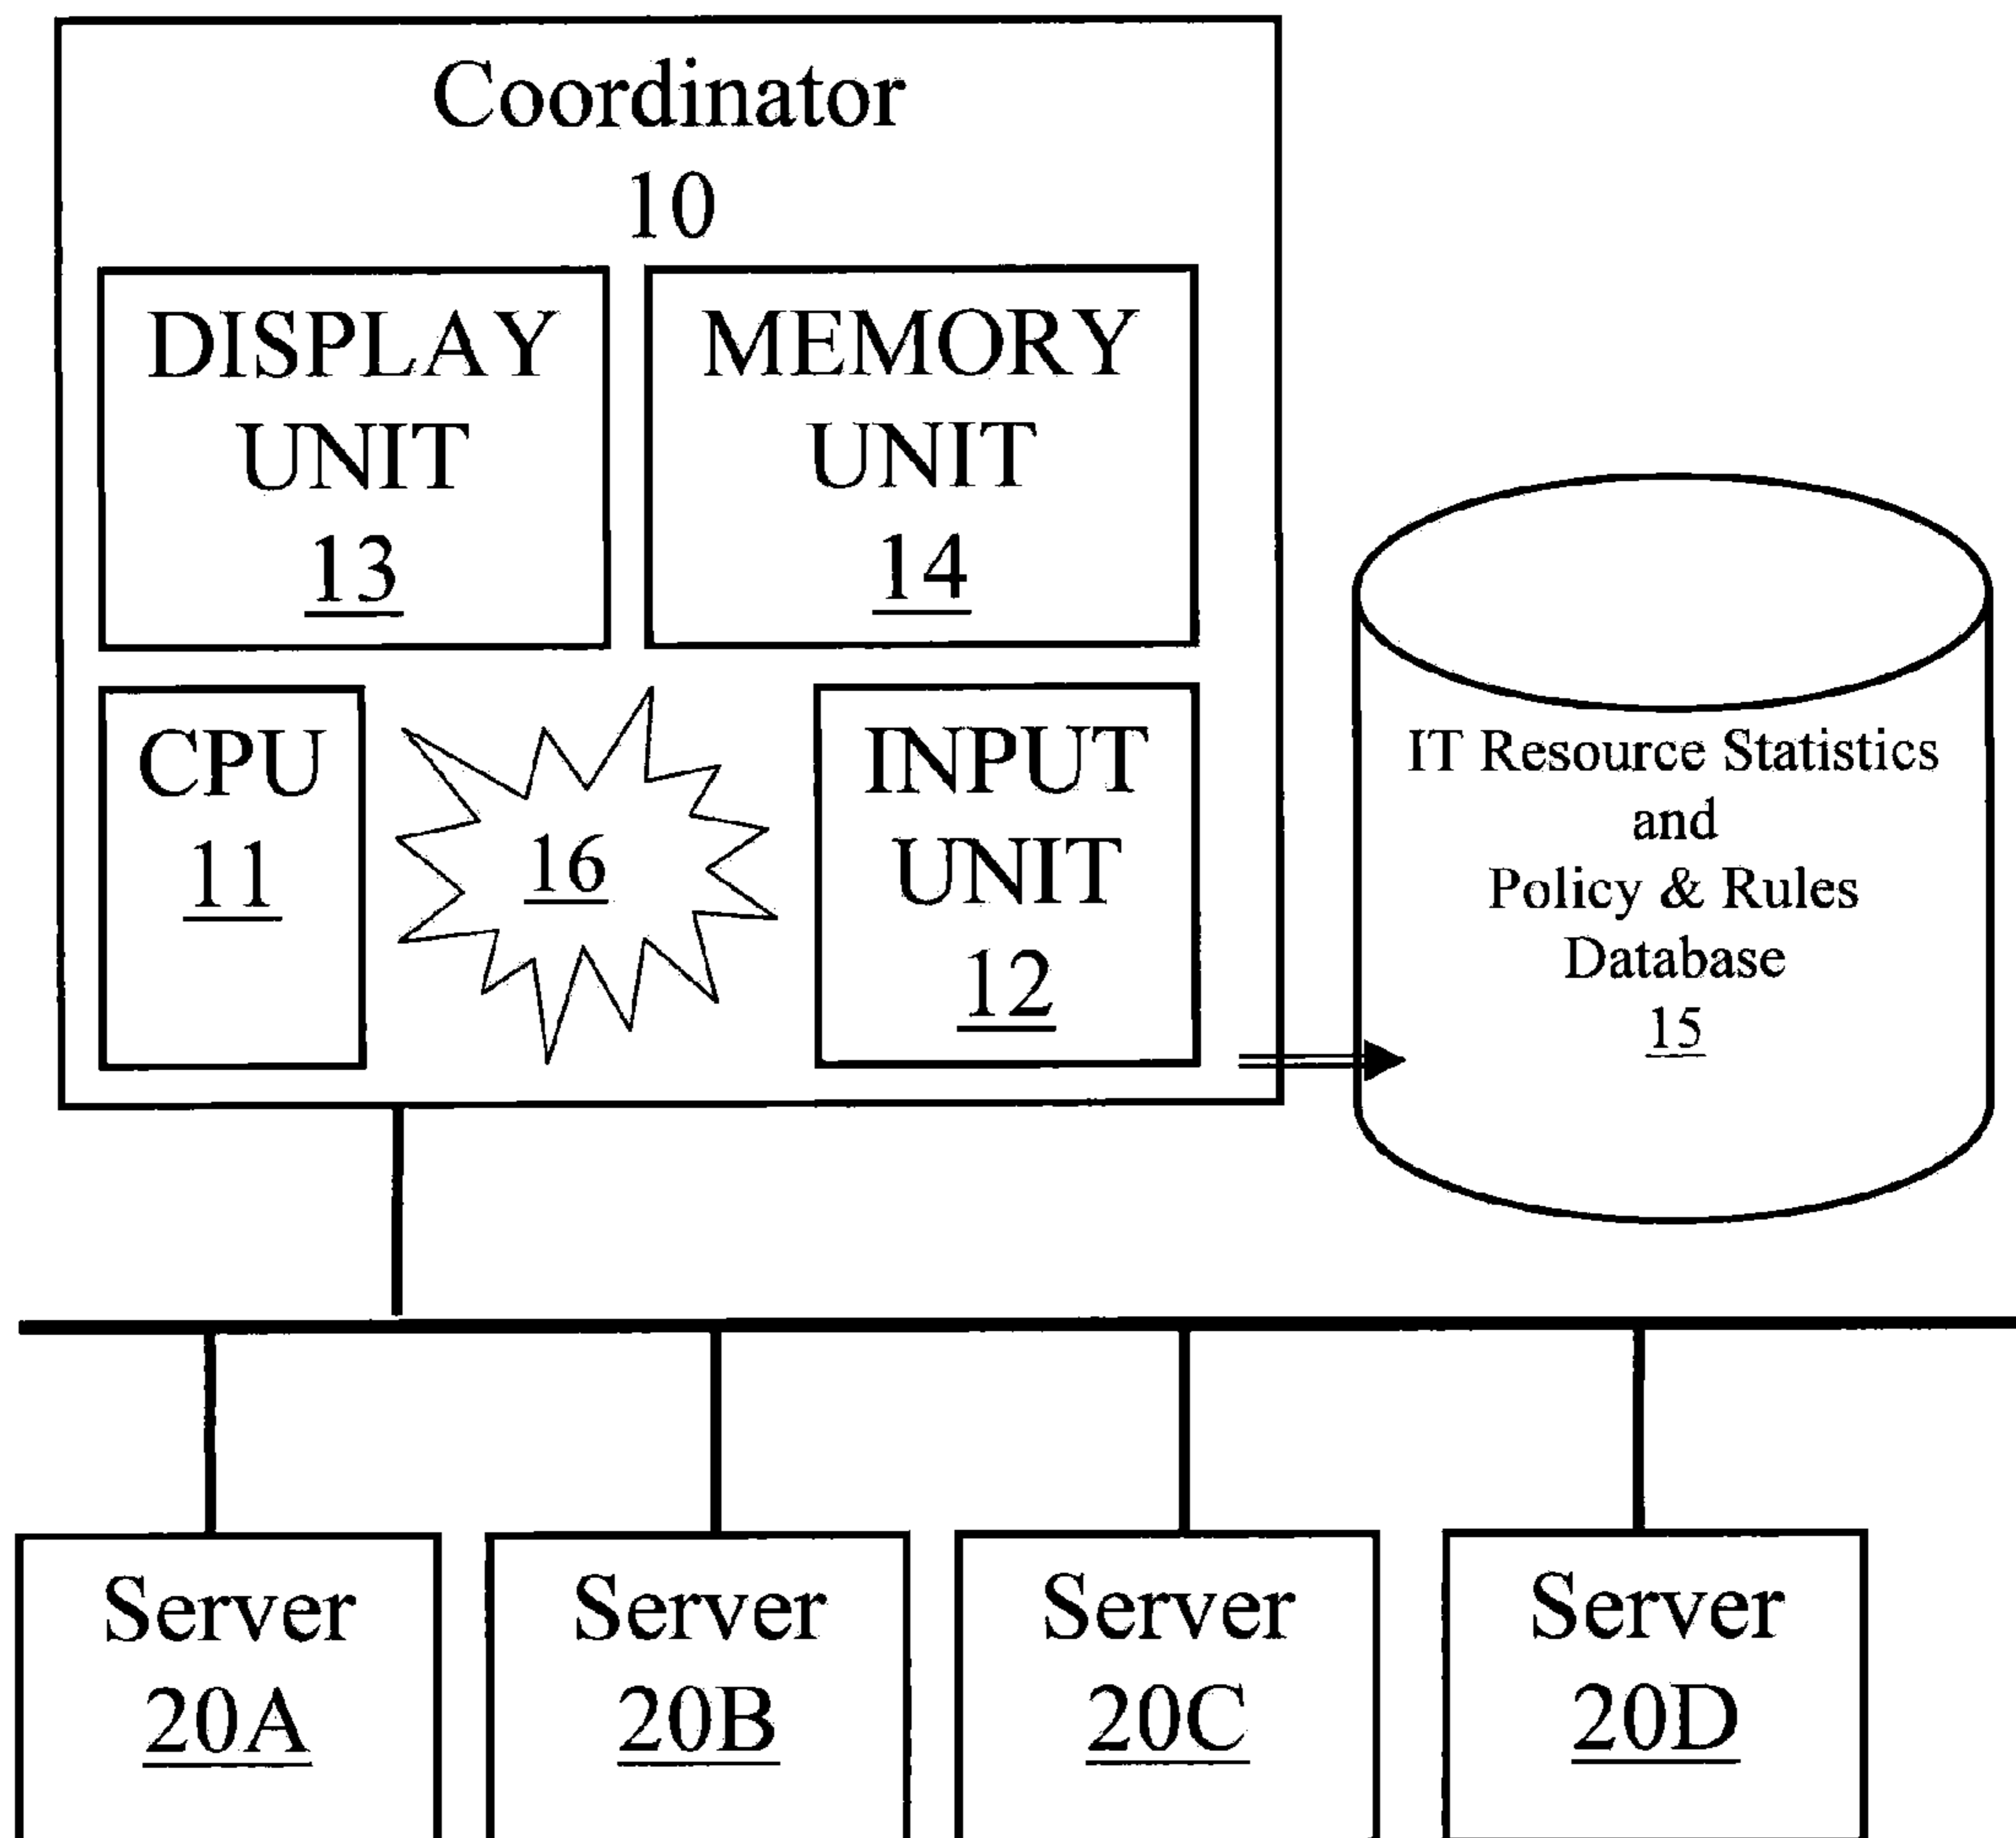 Coordinator
10
DISPLAY
UNIT
13
MEMORY
UNIT
14
CPU
11
16
INPUT
UNIT
12
IT Resource Statistics
and
Policy & Rules
Database
15
Server
20A
Server
20B
Server
20C
Server
20D